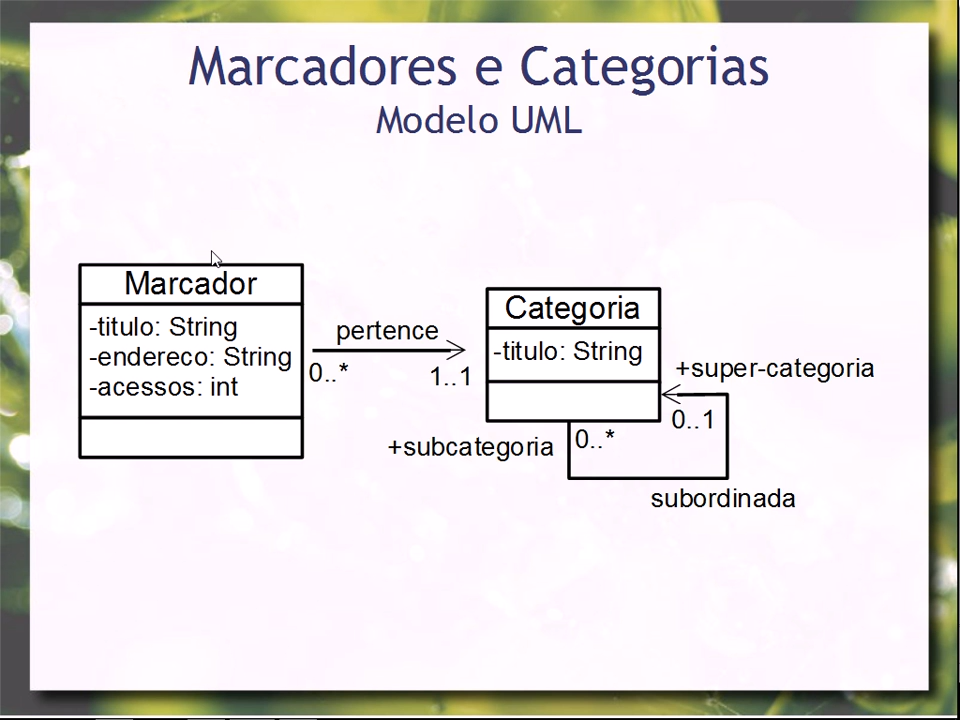 Marcadores e Categorias
Modelo UML
Marcador
-titulo: String
-endereco: String
-acessos: int
pertence
0..*
1..1
Categoria
-titulo: String
+super-categoria
0..1
+subcategoria
0..*
subordinada